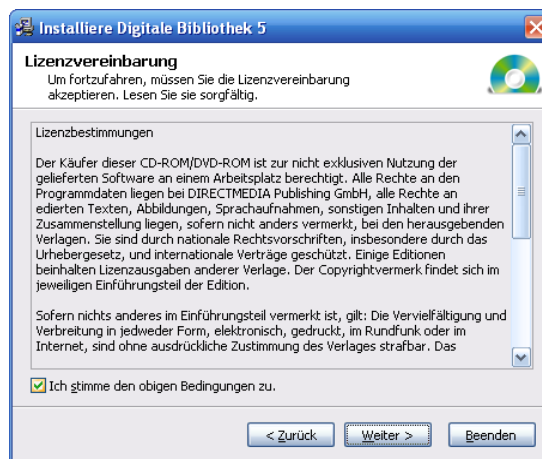 Installiere Digitale Bibliothek 5
Lizenzvereinbarung
Um fortzufahren, müssen Sie die Lizenzvereinbarung
akzeptieren. Lesen Sie sie sorgfältig.
Lizenzbestimmungen
Der Käufer dieser CD-ROM/DVD-ROM ist zur nicht exklusiven Nutzung der
gelieferten Software an einem Arbeitsplatz berechtigt. Alle Rechte an den
Programmdaten liegen bei DIRECTMEDIA Publishing GmbH, alle Rechte an
edierten Texten, Abbildungen, Sprachaufnahmen, sonstigen Inhalten und ihrer
Zusammenstellung liegen, sofern nicht anders vermerkt, bei den herausgebenden
Verlagen. Sie sind durch nationale Rechtsvorschriften, insbesondere durch das
Urhebergesetz, und internationale Verträge geschützt. Einige Editionen
beinhalten Lizenzausgaben anderer Verlage. Der Copyrightvermerk findet sich im
jeweiligen Einführungsteil der Edition.
Sofern nichts anderes im Einführungsteil vermerkt ist, gilt: Die Vervielfältigung und
Verbreitung in jedweder Form, elektronisch, gedruckt, im Rundfunk oder im
Internet, sind ohne ausdrückliche Zustimmung des Verlages strafbar. Das
Ich stimme den obigen Bedingungen zu.
< Zurück
Weiter >
Beenden